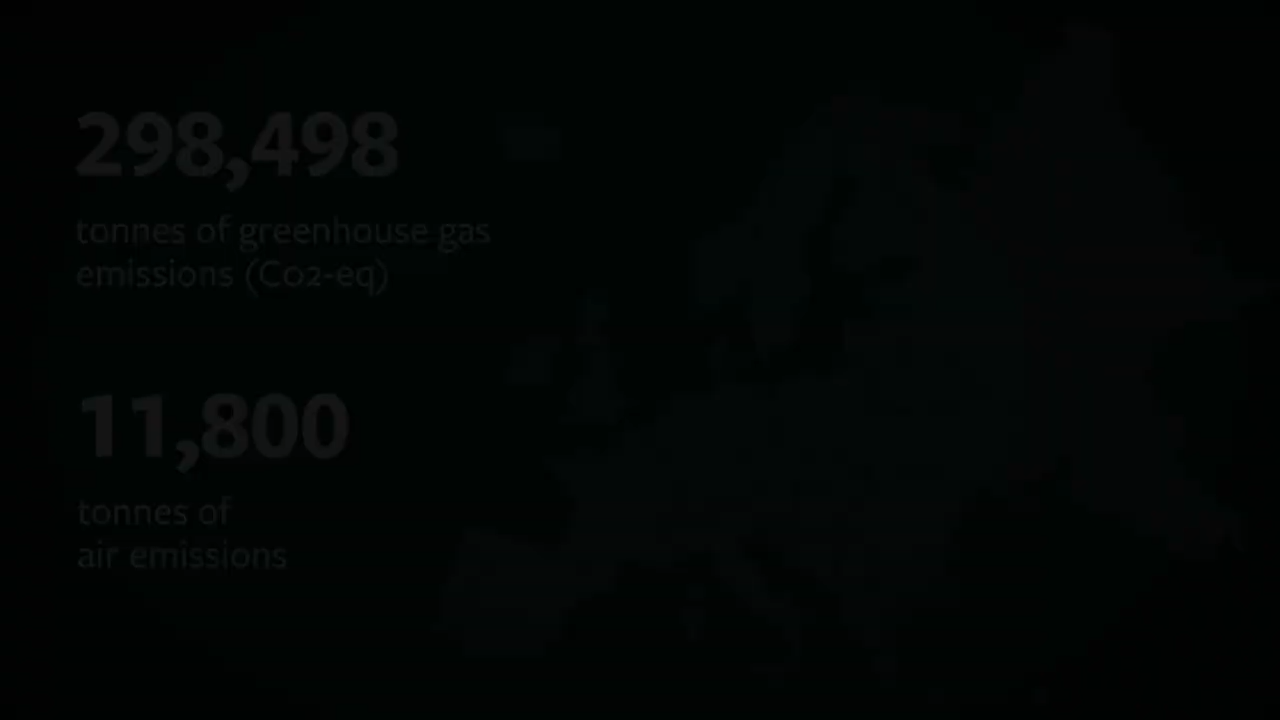 298,498
tonnes of greenhouse gas
emissions (Co2-eq)
11,800
tonnes of
air emissions